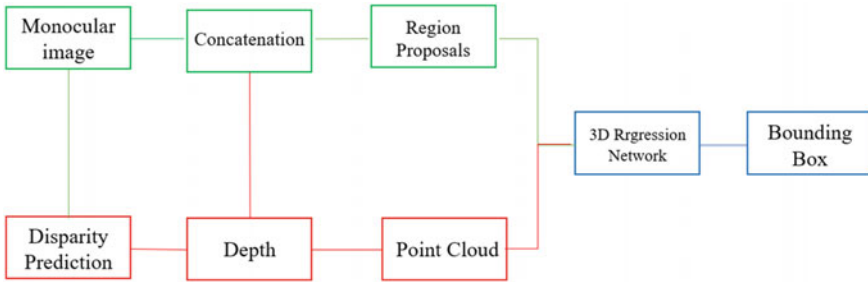 Monocular
image
Concatenation
Region
Proposals
3D Rrgression
Network
Bounding
Box
Disparity
Prediction
Depth
Point Cloud